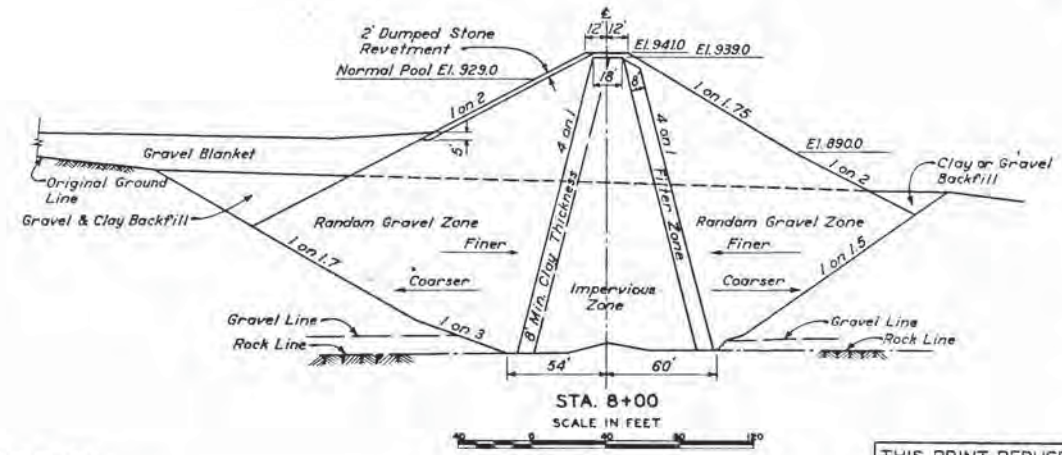 ℄
12' 12'
2' Dumped Stone
Revetment
El. 941.0
El. 939.0
Normal Pool El. 929.0
18'
8'
1 on 2
4 on 1
4 on 1
1 on 1.75
5'
Gravel Blanket
El. 890.0
Clay or Gravel
Backfill
Original Ground
Line
1 on 2
Gravel & Clay Backfill
Random Gravel Zone
8' Min. Clay Thickness
Filter Zone
Random Gravel Zone
Finer
Finer
1 on 1.7
1 on 1.5
Coarser
Impervious
Zone
Coarser
Gravel Line
1 on 3
Gravel Line
Rock Line
Rock Line
54'
60'
STA. 8+00
SCALE IN FEET
40 0 40 80 120